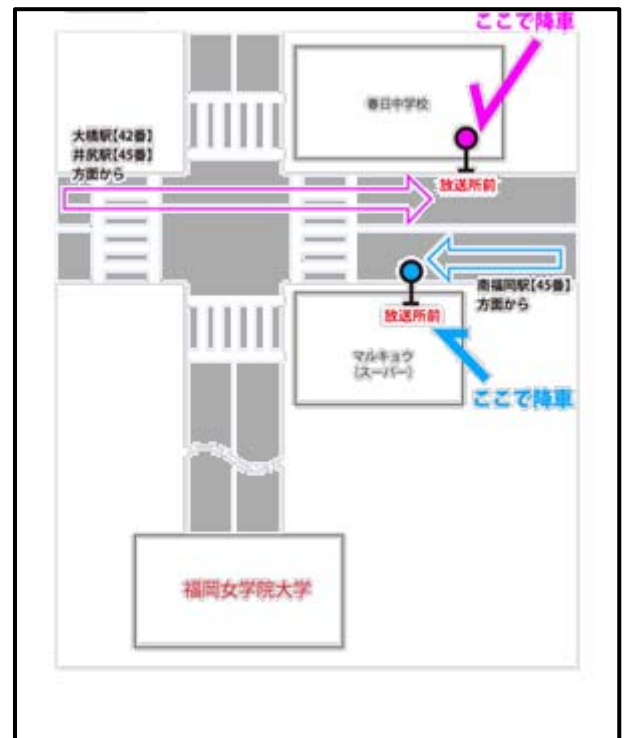 ここで降車
春日中学校
大橋駅【42番】
井尻駅【45番】
方面から
放送所前
南福岡駅【45番】
方面から
放送所前
マルキョウ
(スーパー)
ここで降車
福岡女学院大学